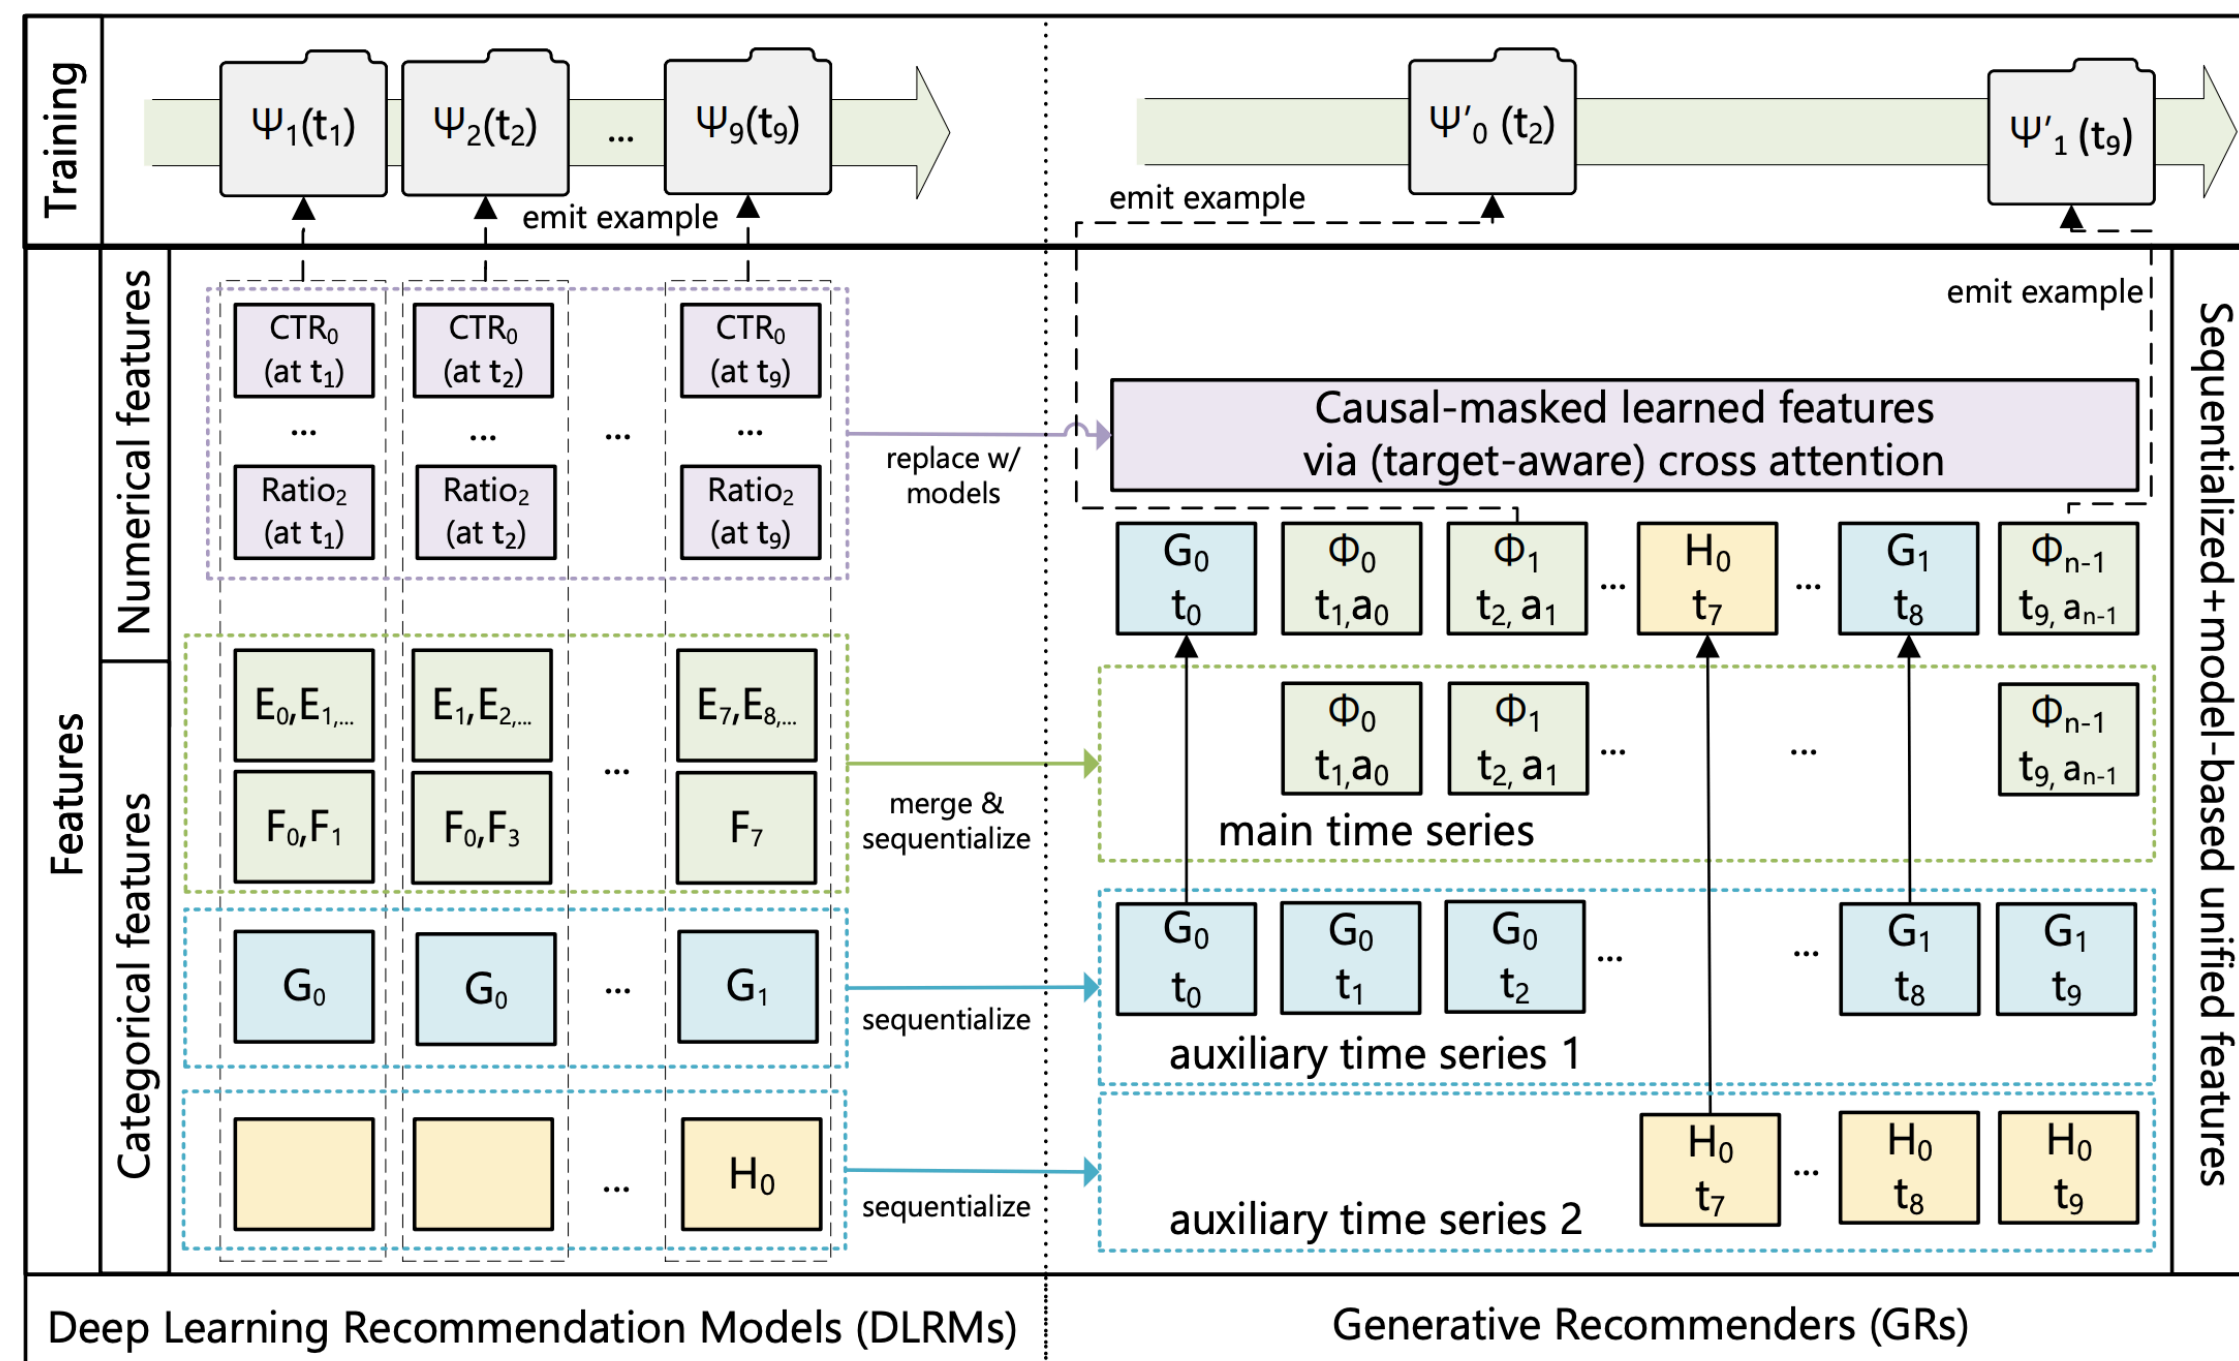 Training
Ψ₁(t₁)
Ψ₂(t₂)
...
Ψ₉(t₉)
emit example
Ψ′₀ (t₂)
Ψ′₁ (t₉)
emit example
emit example
Features
Numerical features
CTR₀
(at t₁)
...
Ratio₂
(at t₁)
CTR₀
(at t₂)
...
Ratio₂
(at t₂)
...
CTR₀
(at t₉)
...
Ratio₂
(at t₉)
replace w/
models
Causal-masked learned features
via (target-aware) cross attention
G₀
t₀
Φ₀
t₁,a₀
Φ₁
t₂, a₁
...
H₀
t₇
...
G₁
t₈
Φₙ₋₁
t₉, aₙ₋₁
Categorical features
E₀,E₁,...
F₀,F₁
E₁,E₂,...
F₀,F₃
...
E₇,E₈,...
F₇
merge &
sequentialize
Φ₀
t₁,a₀
Φ₁
t₂, a₁
...
...
Φₙ₋₁
t₉, aₙ₋₁
main time series
G₀
G₀
...
G₁
sequentialize
G₀
t₀
G₀
t₁
G₀
t₂
...
...
G₁
t₈
G₁
t₉
auxiliary time series 1
...
H₀
sequentialize
H₀
t₇
...
H₀
t₈
H₀
t₉
auxiliary time series 2
Sequentialized+model-based unified features
Deep Learning Recommendation Models (DLRMs)
Generative Recommenders (GRs)